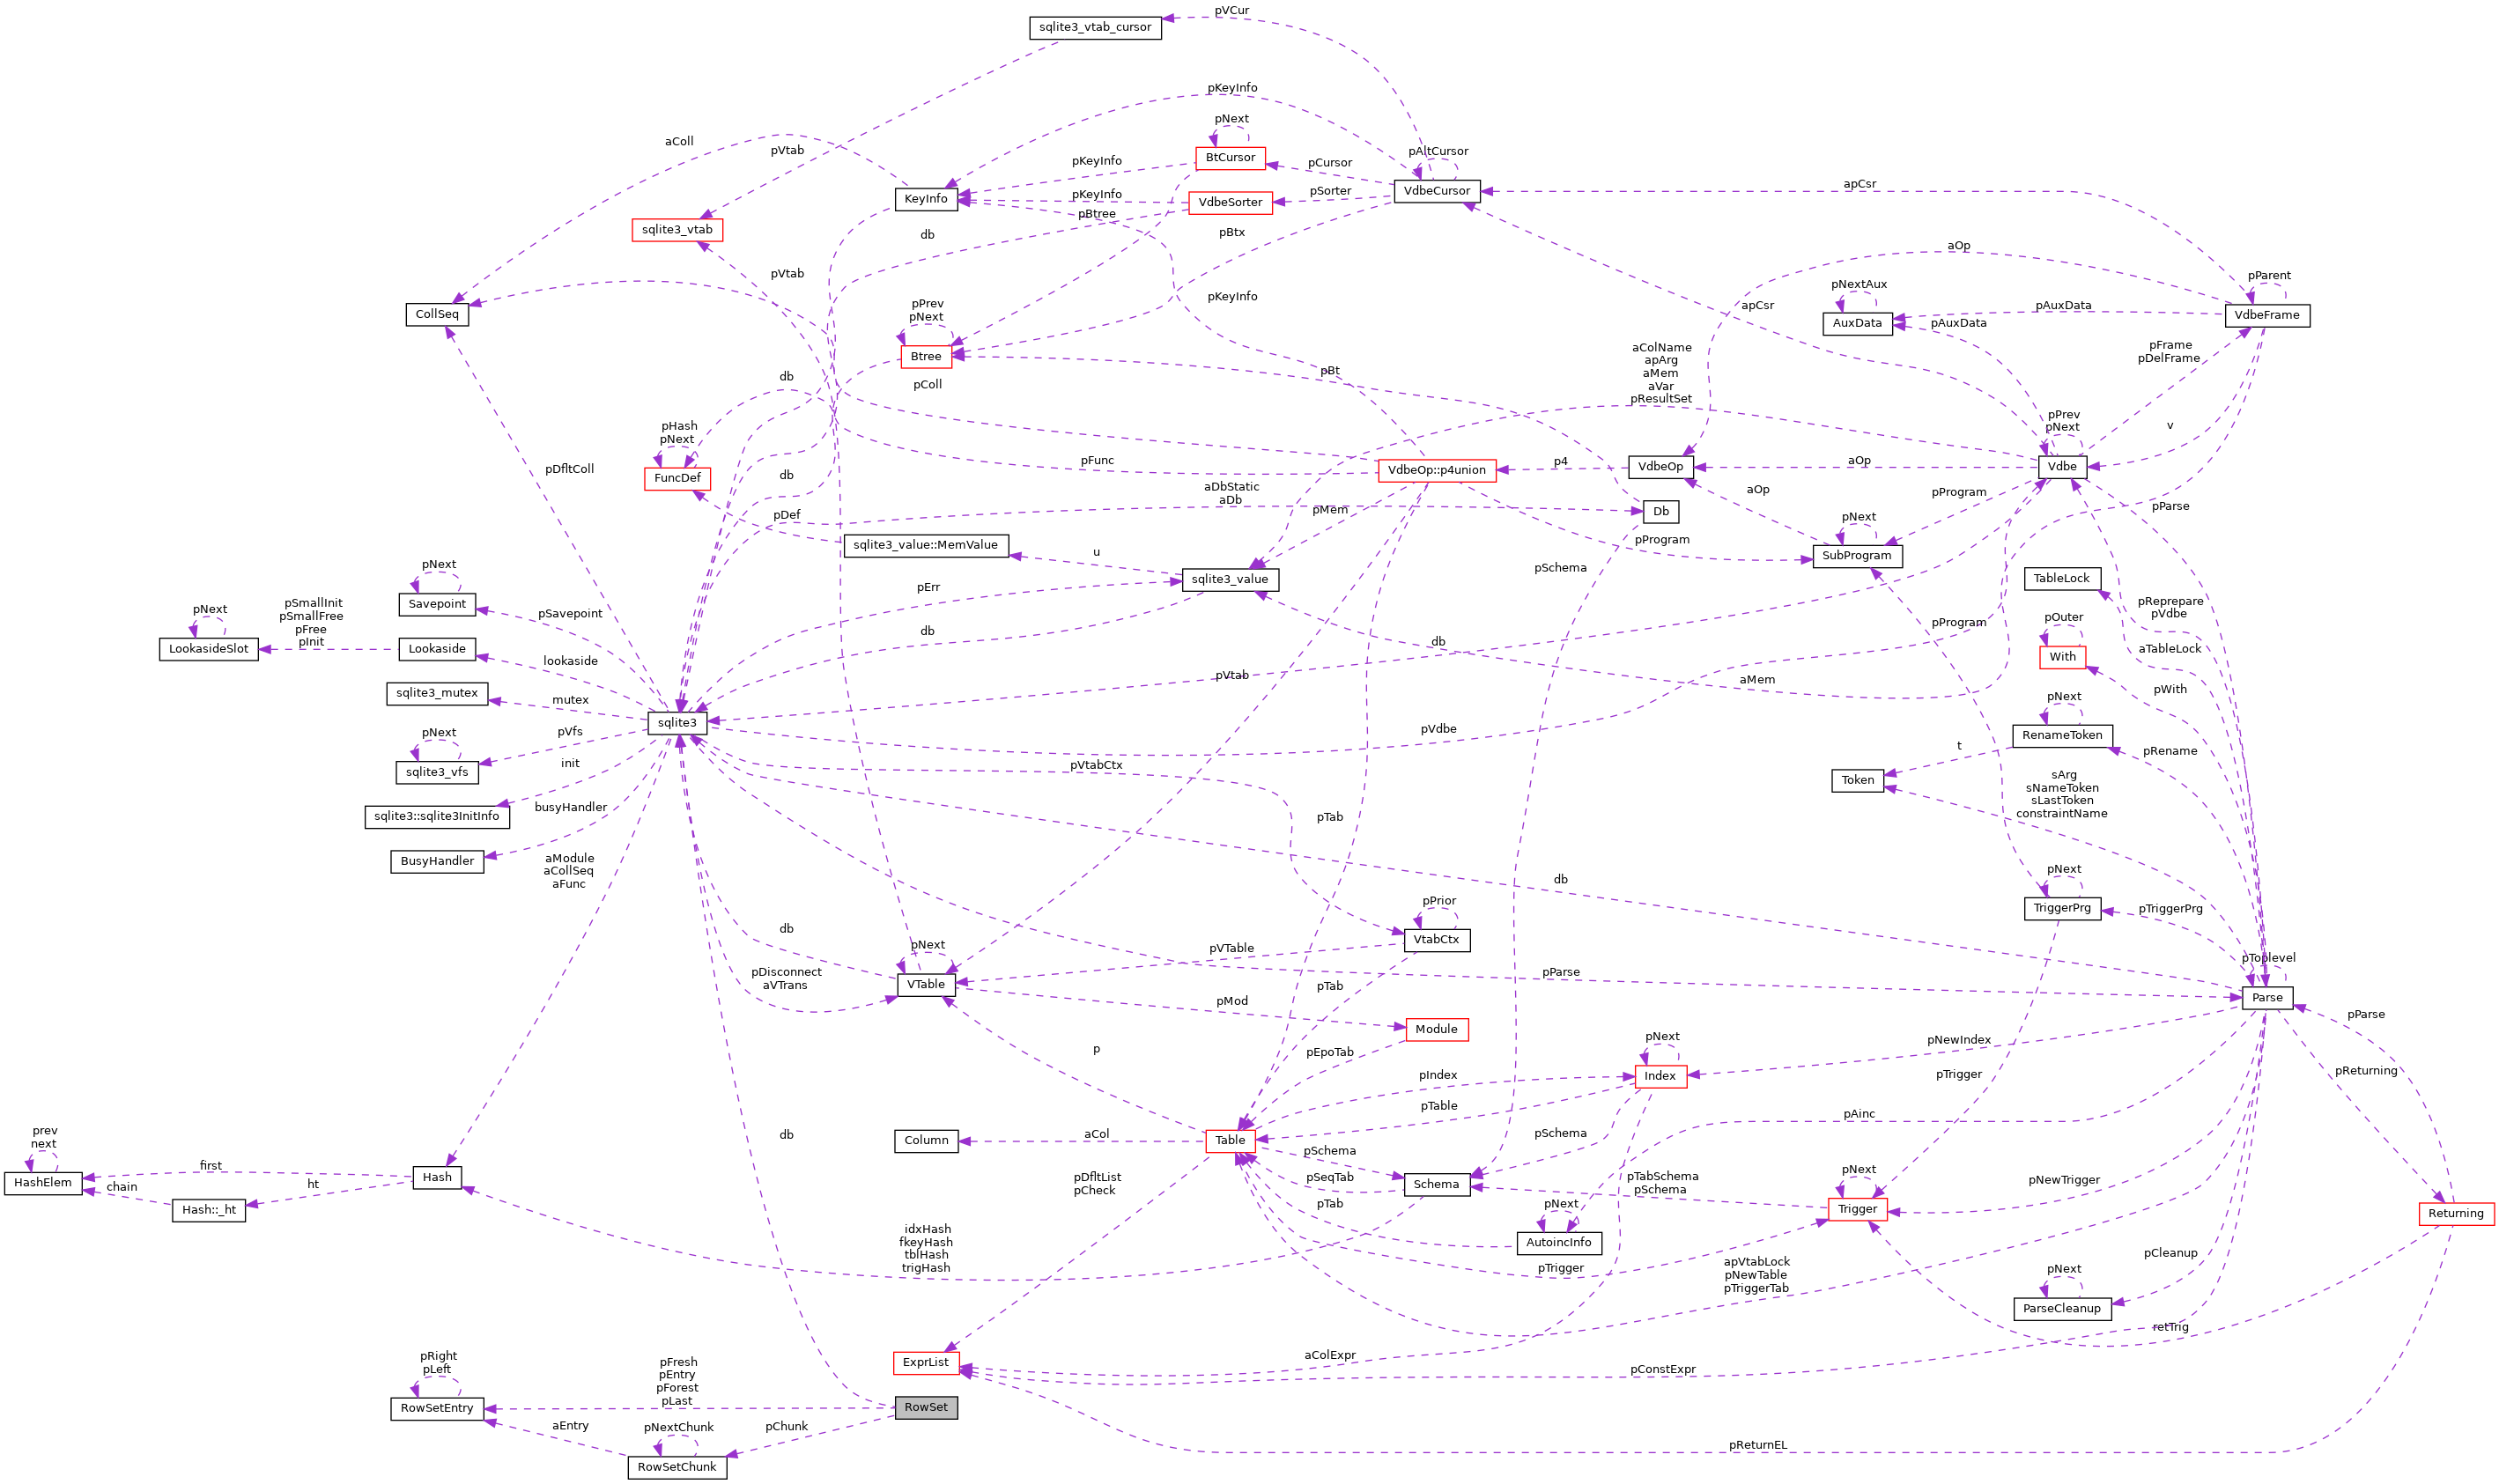 pVCur
sqlite3_vtab_cursor
pKeyInfo
pNext
aColl
pVtab
pAltCursor
BtCursor
pKeyInfo
pCursor
apCsr
VdbeCursor
pSorter
KeyInfo
pKeyInfo
VdbeSorter
pBtree
sqlite3_vtab
db
pBtx
aOp
pVtab
pParent
pNextAux
pKeyInfo
pPrev
pNext
apCsr
pAuxData
CollSeq
AuxData
pAuxData
VdbeFrame
Btree
aColName
apArg
aMem
aVar
pResultSet
pFrame
pDelFrame
db
pColl
pBt
pPrev
pNext
v
pHash
pNext
pDfltColl
pFunc
p4
aOp
VdbeOp::p4union
VdbeOp
Vdbe
FuncDef
db
aDbStatic
aDb
aOp
pProgram
pDef
pMem
Db
pParse
pNext
sqlite3_value::MemValue
pProgram
u
SubProgram
pSchema
sqlite3_value
TableLock
pNext
pErr
Savepoint
pNext
pSmallInit
pSmallFree
pFree
pInit
pSavepoint
pReprepare
pVdbe
pOuter
pProgram
db
db
LookasideSlot
Lookaside
lookaside
aTableLock
With
pVtab
aMem
pWith
sqlite3_mutex
mutex
pNext
sqlite3
pVdbe
RenameToken
pNext
pVfs
t
pRename
sqlite3_vfs
init
pVtabCtx
Token
sArg
sNameToken
sLastToken
constraintName
sqlite3::sqlite3InitInfo
busyHandler
pTab
BusyHandler
aModule
aCollSeq
aFunc
db
pNext
pPrior
TriggerPrg
pTriggerPrg
db
pNext
pVTable
VtabCtx
pToplevel
pDisconnect
aVTrans
VTable
pTab
pParse
Parse
pMod
Module
pParse
p
pEpoTab
pNext
pNewIndex
pIndex
Index
pTrigger
pReturning
pTable
pAinc
prev
next
db
Column
aCol
Table
pSchema
pSchema
first
HashElem
Hash
chain
ht
pDfltList
pCheck
pSeqTab
Schema
pTabSchema
pSchema
pNext
pNewTrigger
Hash::_ht
pTab
pNext
Trigger
Returning
idxHash
fkeyHash
tblHash
trigHash
AutoincInfo
pTrigger
apVtabLock
pNewTable
pTriggerTab
pCleanup
pNext
ParseCleanup
retTrig
pRight
pLeft
pFresh
pEntry
pForest
pLast
ExprList
aColExpr
pConstExpr
RowSetEntry
RowSet
aEntry
pNextChunk
pChunk
pReturnEL
RowSetChunk